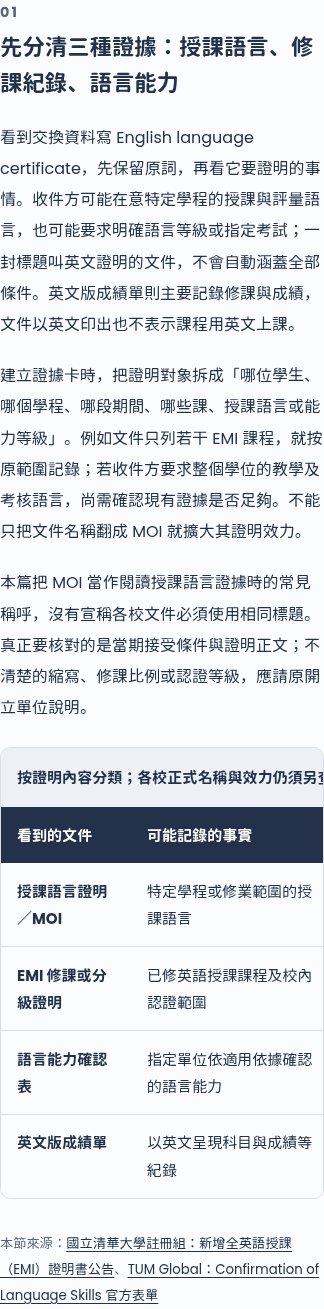 01
先分清三種證據：授課語言、修
課紀錄、語言能力
看到交換資料寫 English language
certificate，先保留原詞，再看它要證明的事
情。收件方可能在意特定學程的授課與評量語
言，也可能要求明確語言等級或指定考試；一
封標題叫英文證明的文件，不會自動涵蓋全部
條件。英文版成績單則主要記錄修課與成績，
文件以英文印出也不表示課程用英文上課。
建立證據卡時，把證明對象拆成「哪位學生、
哪個學程、哪段期間、哪些課、授課語言或能
力等級」。例如文件只列若干 EMI 課程，就按
原範圍記錄；若收件方要求整個學位的教學及
考核語言，尚需確認現有證據是否足夠。不能
只把文件名稱翻成 MOI 就擴大其證明效力。
本篇把 MOI 當作閱讀授課語言證據時的常見
稱呼，沒有宣稱各校文件必須使用相同標題。
真正要核對的是當期接受條件與證明正文；不
清楚的縮寫、修課比例或認證等級，應請原開
立單位說明。
按證明內容分類；各校正式名稱與效力仍須另
看到的文件 可能記錄的事實
授課語言證明 特定學程或修業範圍的授
／MOI 課語言
EMI 修課或分 已修英語授課課程及校內
級證明 認證範圍
語言能力確認 指定單位依適用依據確認
表 的語言能力
英文版成績單 以英文呈現科目與成績等
紀錄
本節來源：國立清華大學註冊組：新增全英語授課
（EMI）證明書公告、TUM Global：Confirmation of
Language Skills 官方表單